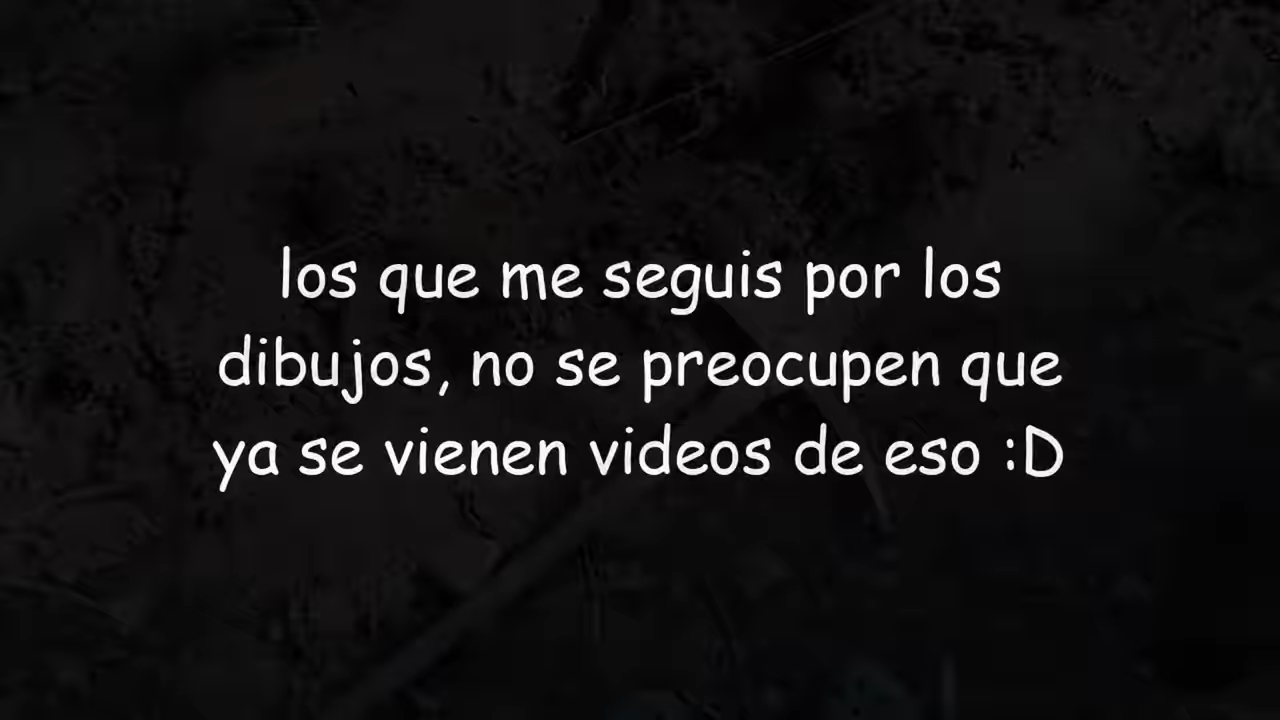 los que me seguis por los
dibujos, no se preocupen que
ya se vienen videos de eso :D